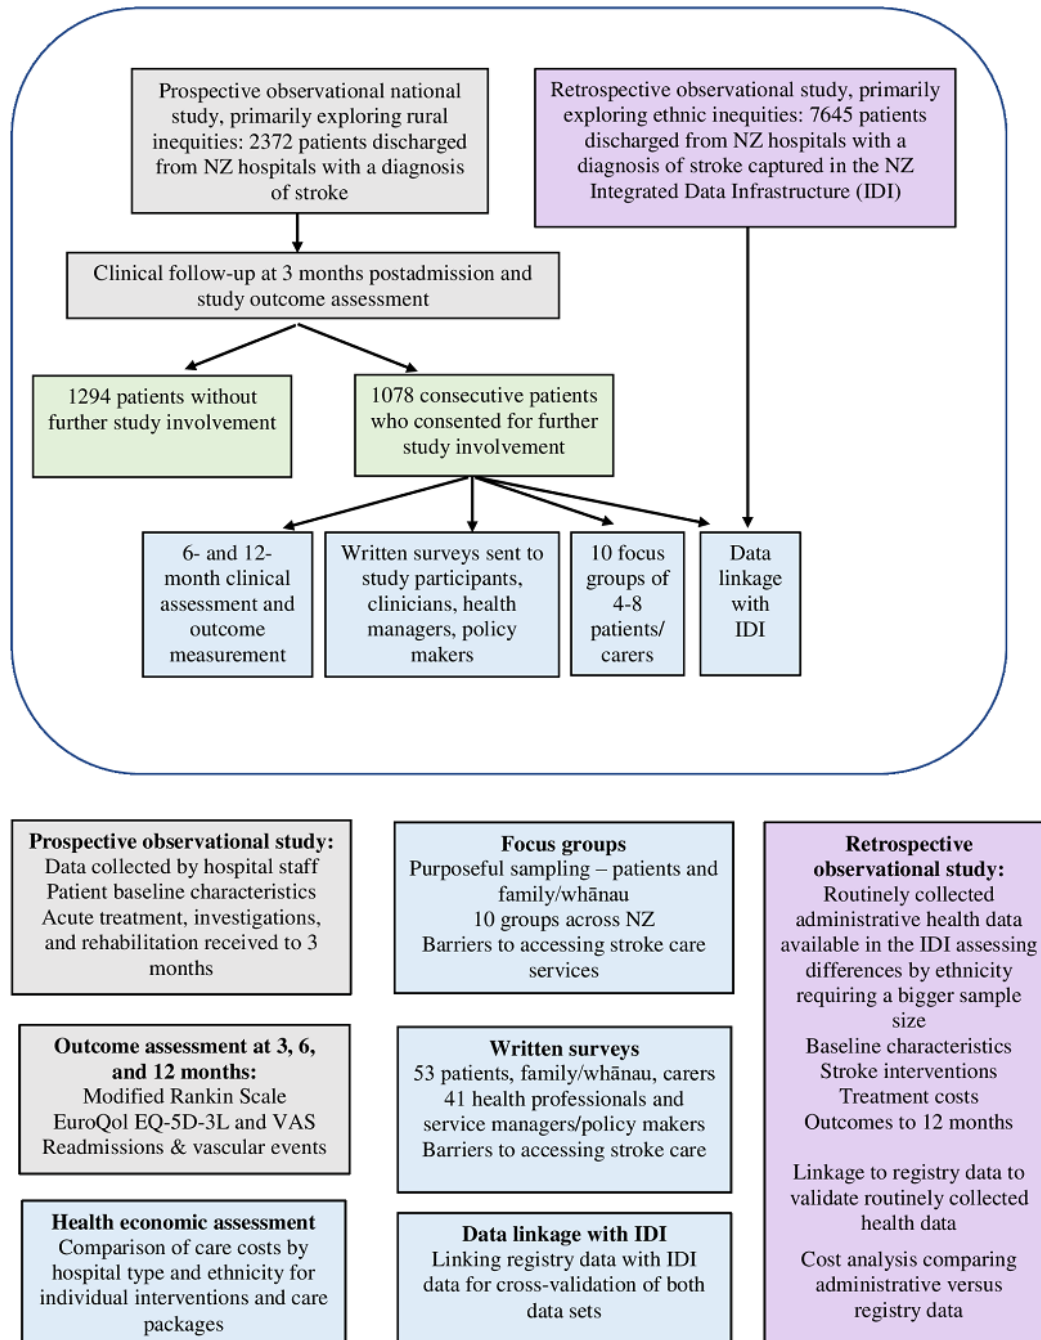 Prospective observational national
study, primarily exploring rural
inequities: 2372 patients discharged
from NZ hospitals with a diagnosis
of stroke
Retrospective observational study, primarily
exploring ethnic inequities: 7645 patients
discharged from NZ hospitals with a
diagnosis of stroke captured in the NZ
Integrated Data Infrastructure (IDI)
Clinical follow-up at 3 months postadmission and
study outcome assessment
1294 patients without
further study involvement
1078 consecutive patients
who consented for further
study involvement
6- and 12-
month clinical
assessment and
outcome
measurement
Written surveys sent to
study participants,
clinicians, health
managers, policy
makers
10 focus
groups of
4-8
patients/
carers
Data
linkage
with
IDI
Prospective observational study:
Data collected by hospital staff
Patient baseline characteristics
Acute treatment, investigations,
and rehabilitation received to 3
months
Outcome assessment at 3, 6,
and 12 months:
Modified Rankin Scale
EuroQol EQ-5D-3L and VAS
Readmissions & vascular events
Health economic assessment
Comparison of care costs by
hospital type and ethnicity for
individual interventions and care
packages
Focus groups
Purposeful sampling – patients and
family/whānau
10 groups across NZ
Barriers to accessing stroke care
services
Written surveys
53 patients, family/whānau, carers
41 health professionals and
service managers/policy makers
Barriers to accessing stroke care
Data linkage with IDI
Linking registry data with IDI
data for cross-validation of both
data sets
Retrospective
observational study:
Routinely collected
administrative health data
available in the IDI assessing
differences by ethnicity
requiring a bigger sample
size
Baseline characteristics
Stroke interventions
Treatment costs
Outcomes to 12 months
Linkage to registry data to
validate routinely collected
health data
Cost analysis comparing
administrative versus
registry data